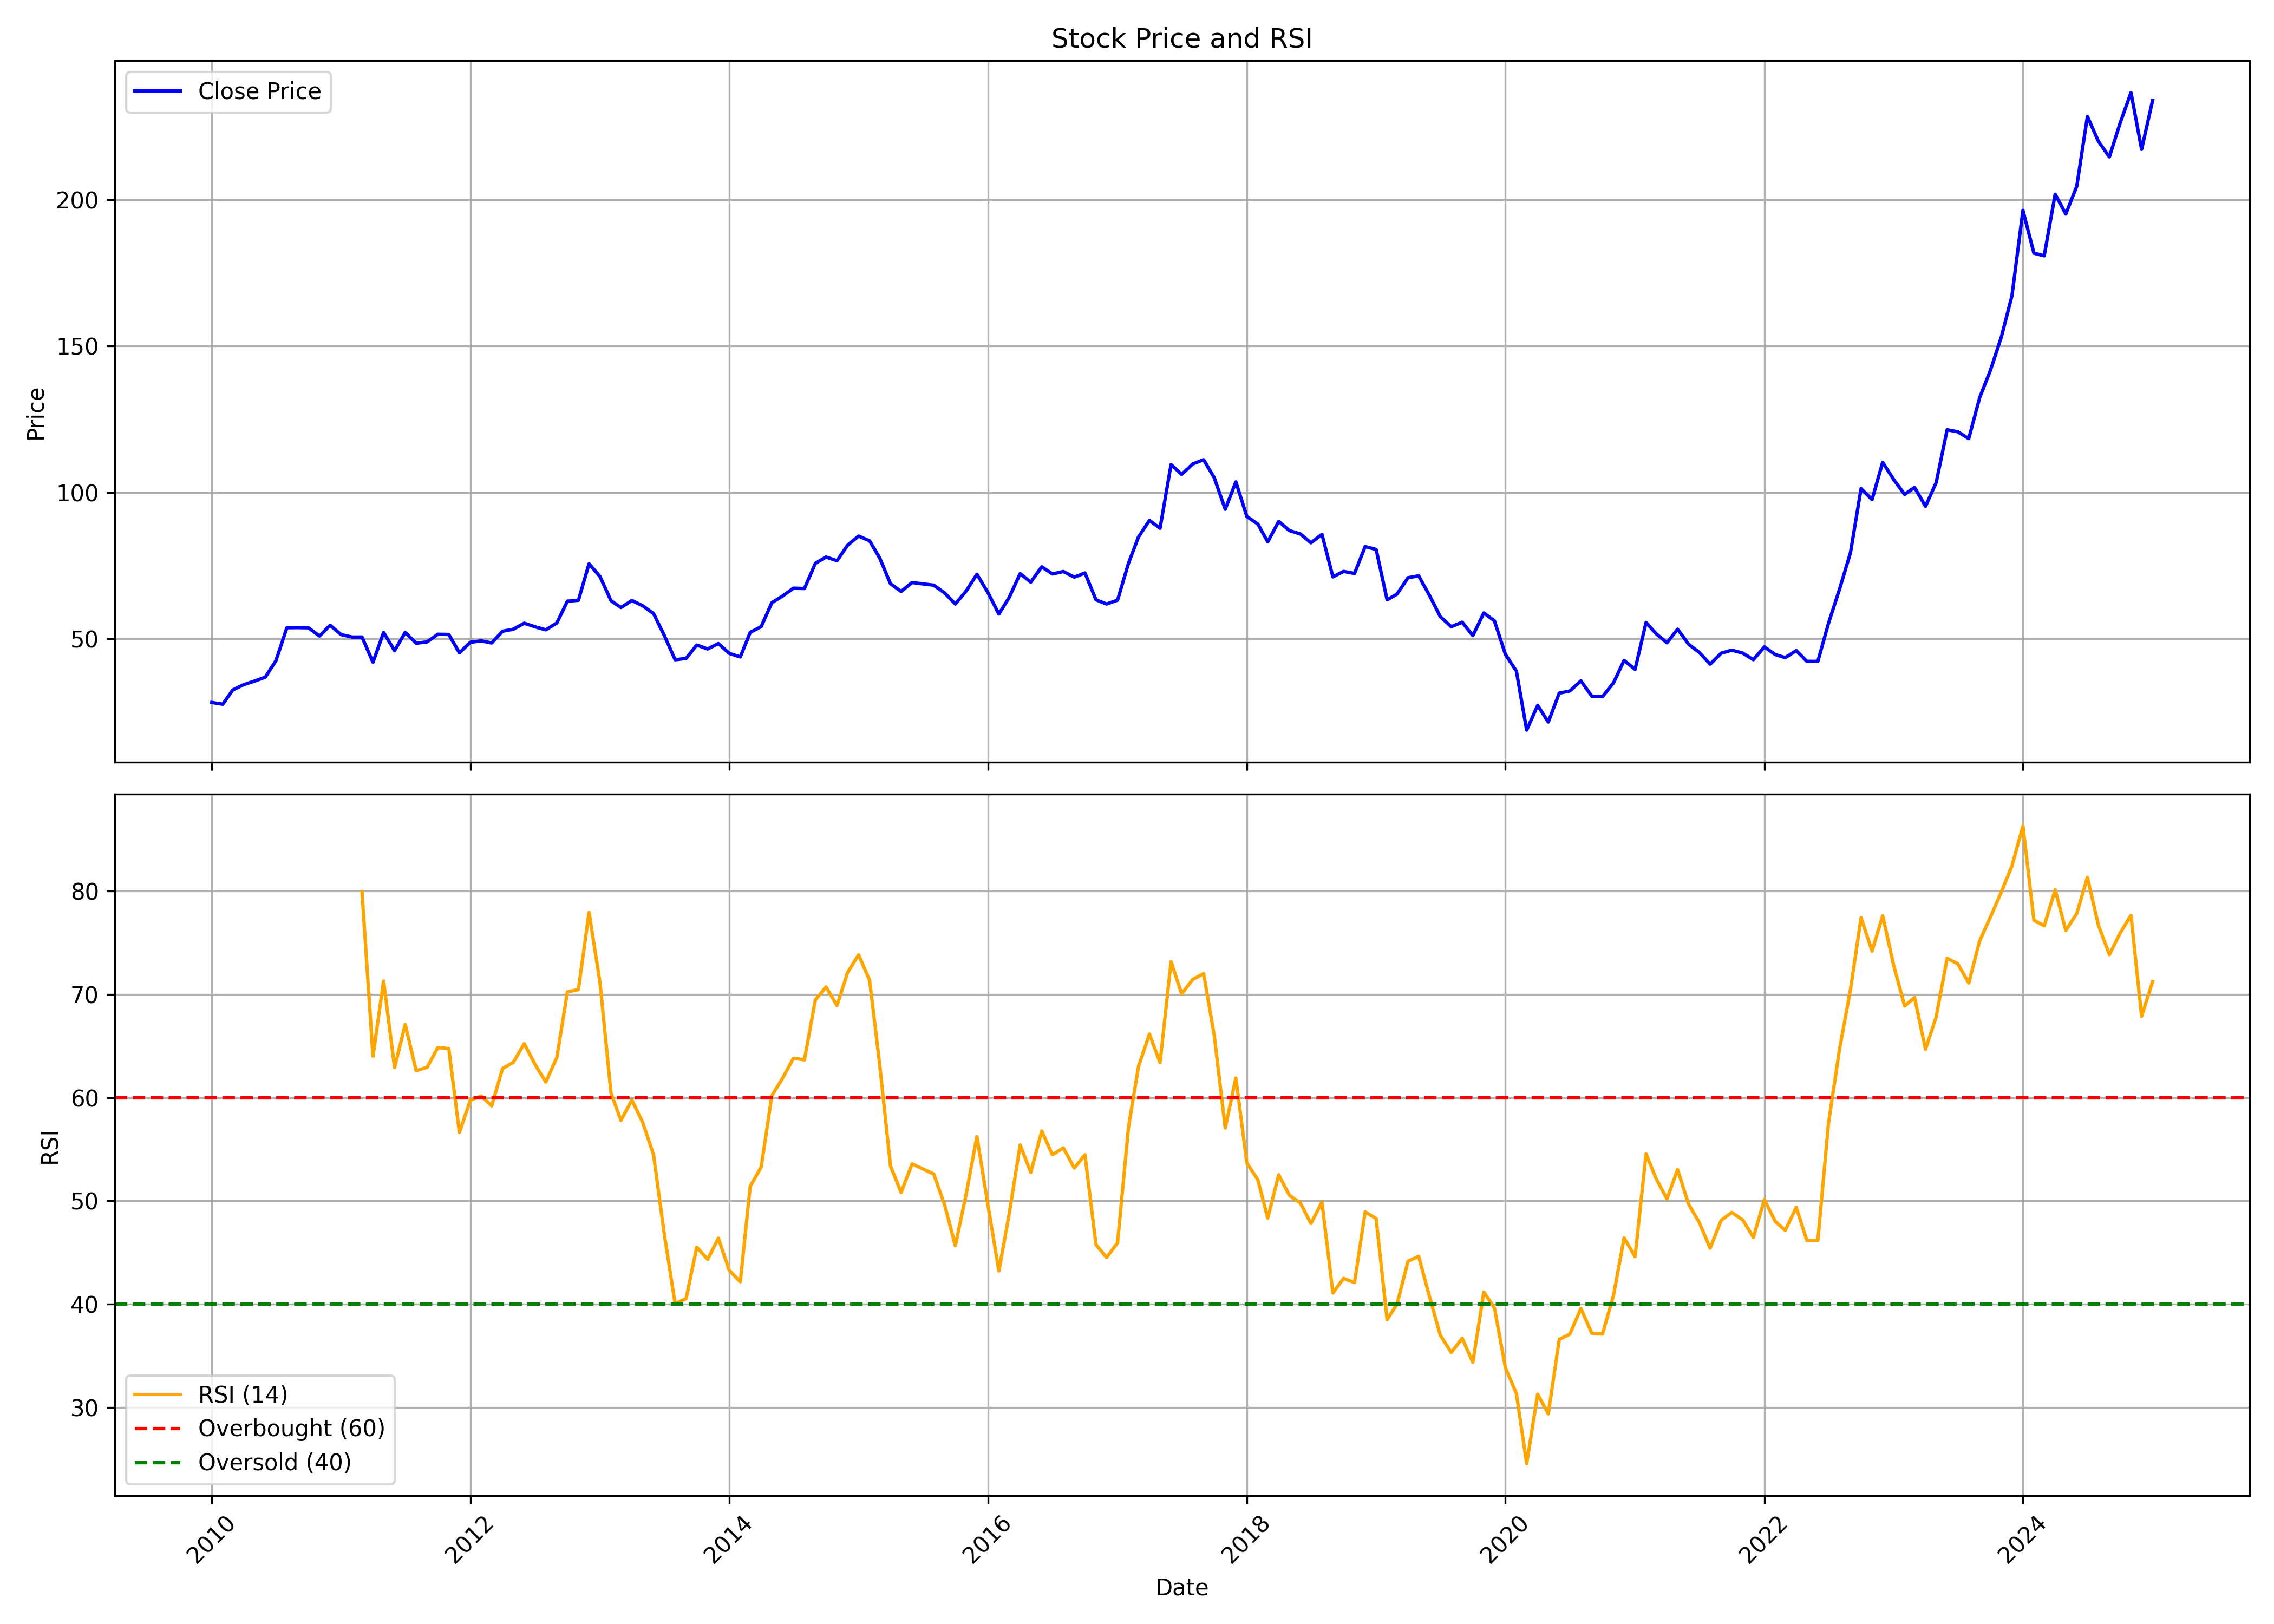 Stock Price and RSI
Close Price
200
150
100
50
Price
80
70
60
50
40
30
RSI
RSI (14)
Overbought (60)
Oversold (40)
2010
2012
2014
2016
2018
2020
2022
2024
Date